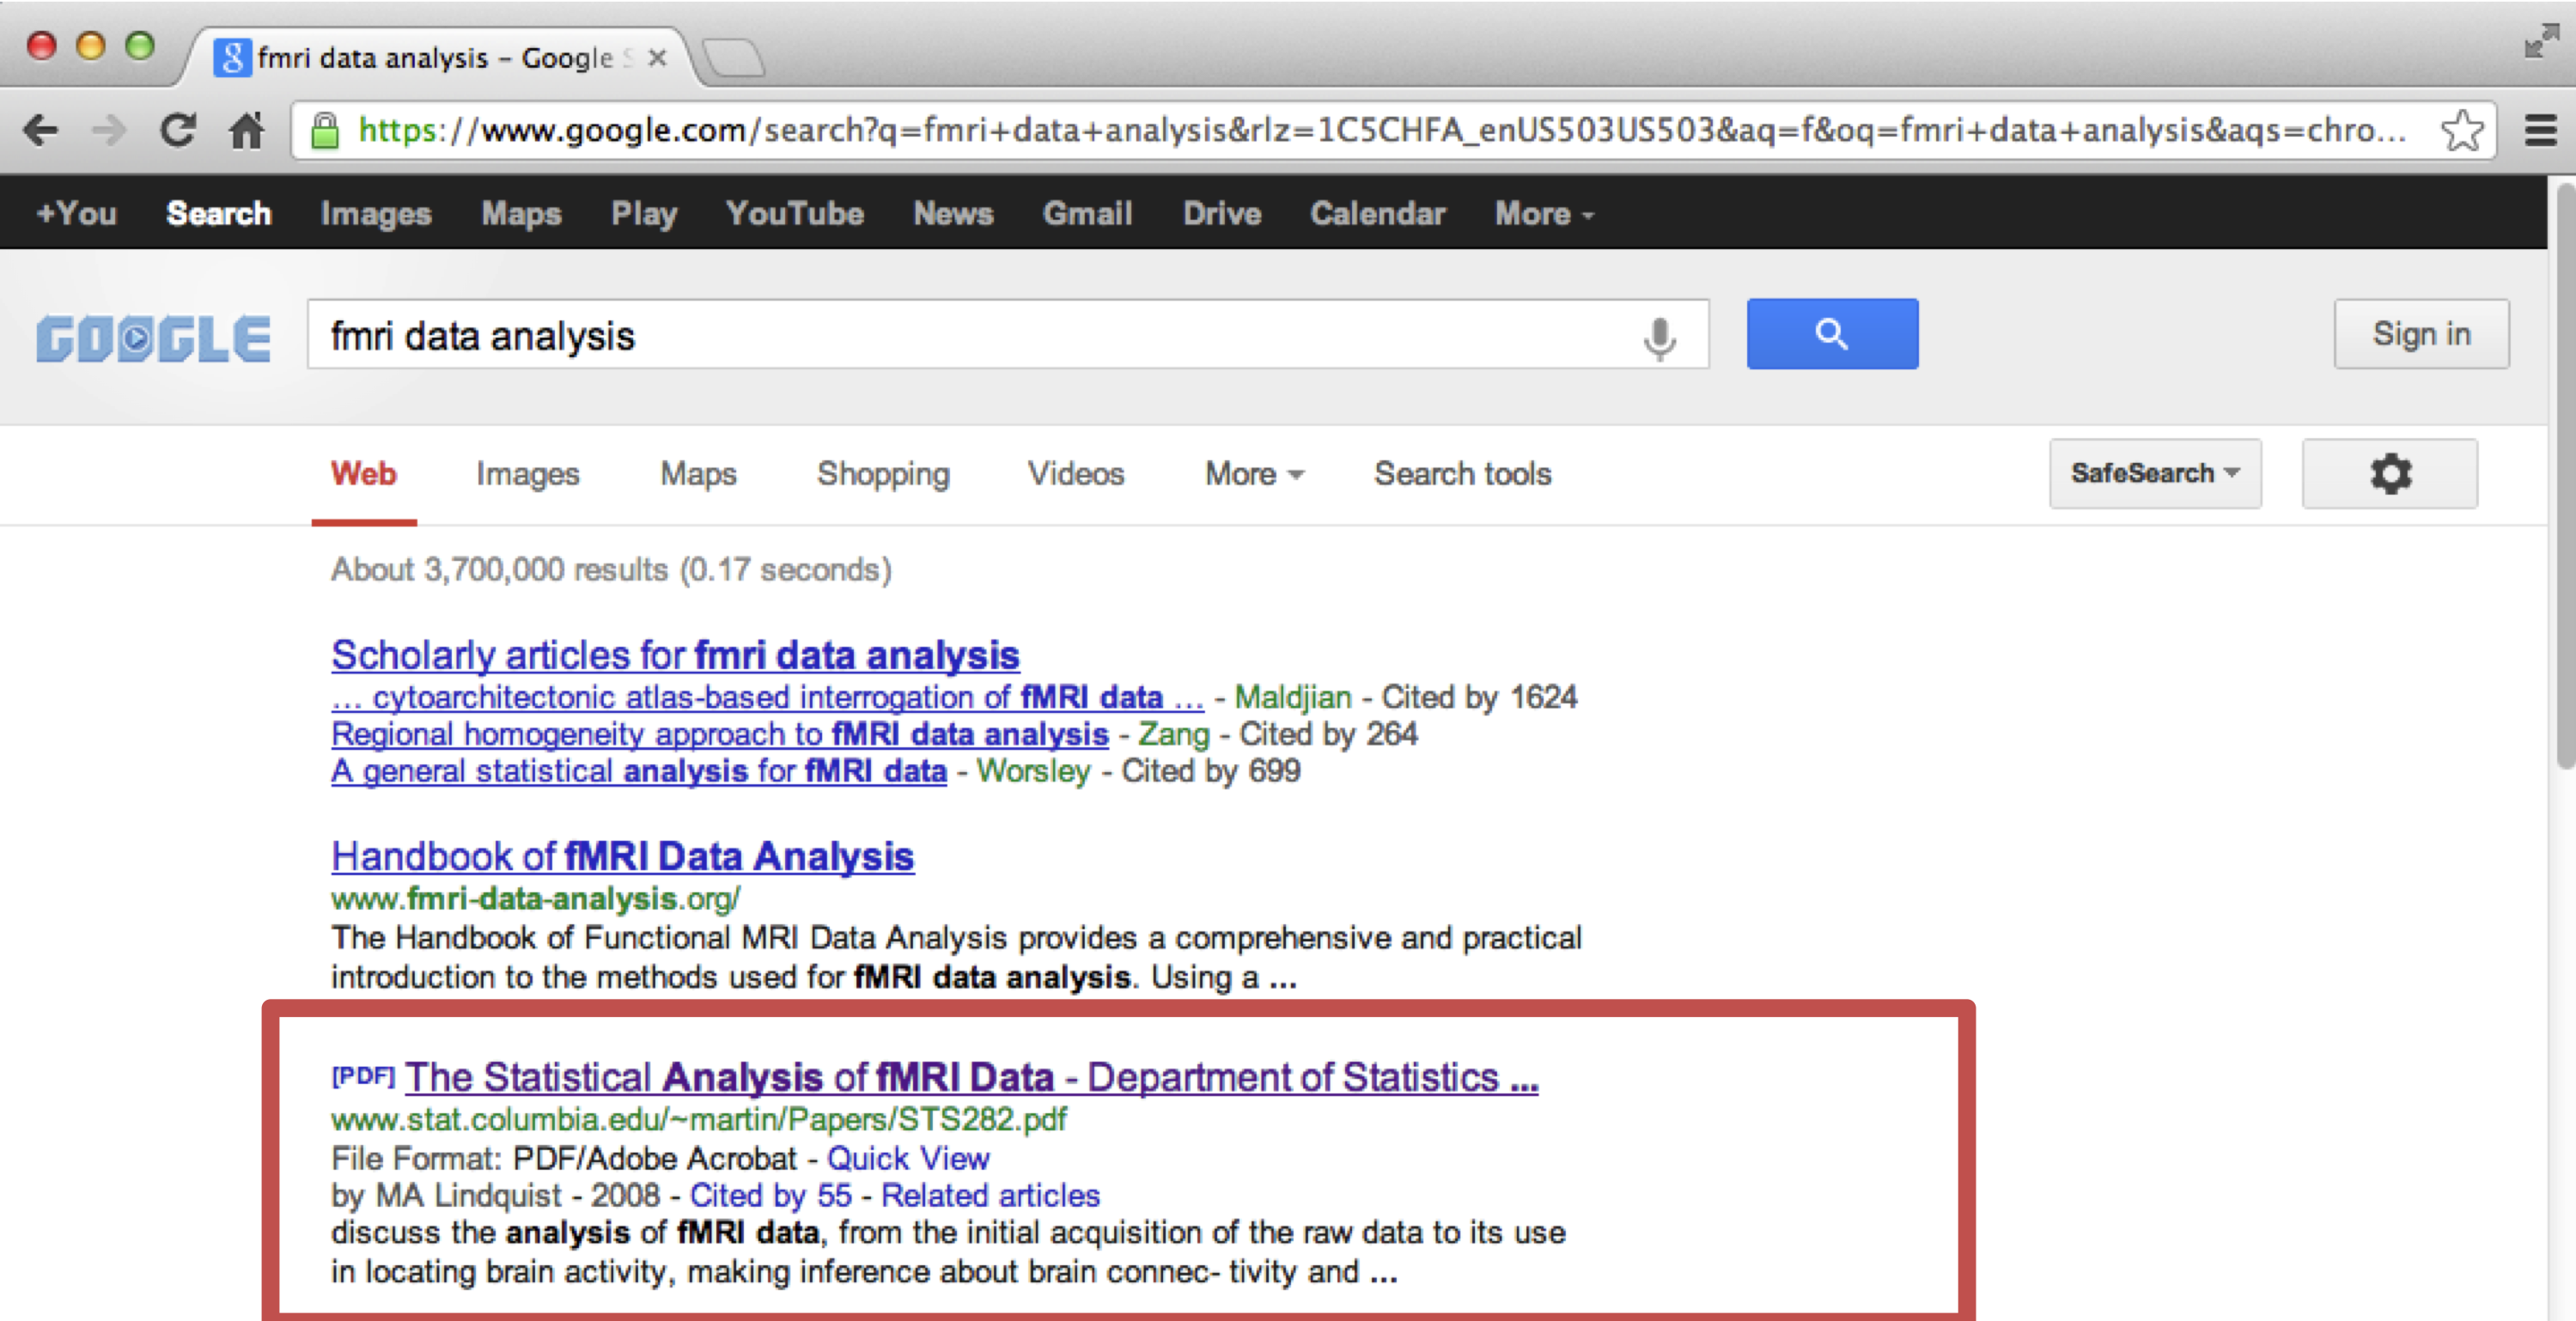 fmri data analysis – Google S
https://www.google.com/search?q=fmri+data+analysis&rlz=1C5CHFA_enUS503US503&aq=f&oq=fmri+data+analysis&aqs=chro...
+You Search Images Maps Play YouTube News Gmail Drive Calendar More
GOOGLE fmri data analysis Sign in
Web Images Maps Shopping Videos More Search tools SafeSearch
About 3,700,000 results (0.17 seconds)
Scholarly articles for fmri data analysis
... cytoarchitectonic atlas-based interrogation of fMRI data ... - Maldjian - Cited by 1624
Regional homogeneity approach to fMRI data analysis - Zang - Cited by 264
A general statistical analysis for fMRI data - Worsley - Cited by 699
Handbook of fMRI Data Analysis
www.fmri-data-analysis.org/
The Handbook of Functional MRI Data Analysis provides a comprehensive and practical
introduction to the methods used for fMRI data analysis. Using a ...
[PDF] The Statistical Analysis of fMRI Data - Department of Statistics ...
www.stat.columbia.edu/~martin/Papers/STS282.pdf
File Format: PDF/Adobe Acrobat - Quick View
by MA Lindquist - 2008 - Cited by 55 - Related articles
discuss the analysis of fMRI data, from the initial acquisition of the raw data to its use
in locating brain activity, making inference about brain connec- tivity and ...